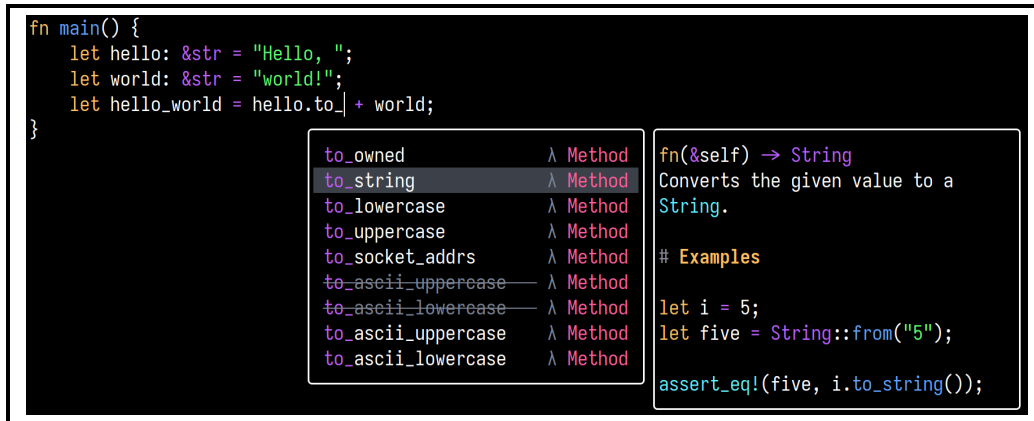 fn main() {
let hello: &str = "Hello, ";
let world: &str = "world!";
let hello_world = hello.to_ + world;
}
to_owned λ Method
to_string λ Method
to_lowercase λ Method
to_uppercase λ Method
to_socket_addrs λ Method
to_ascii_uppercase λ Method
to_ascii_lowercase λ Method
to_ascii_uppercase λ Method
to_ascii_lowercase λ Method
fn(&self) → String
Converts the given value to a
String.
# Examples
let i = 5;
let five = String::from("5");
assert_eq!(five, i.to_string());